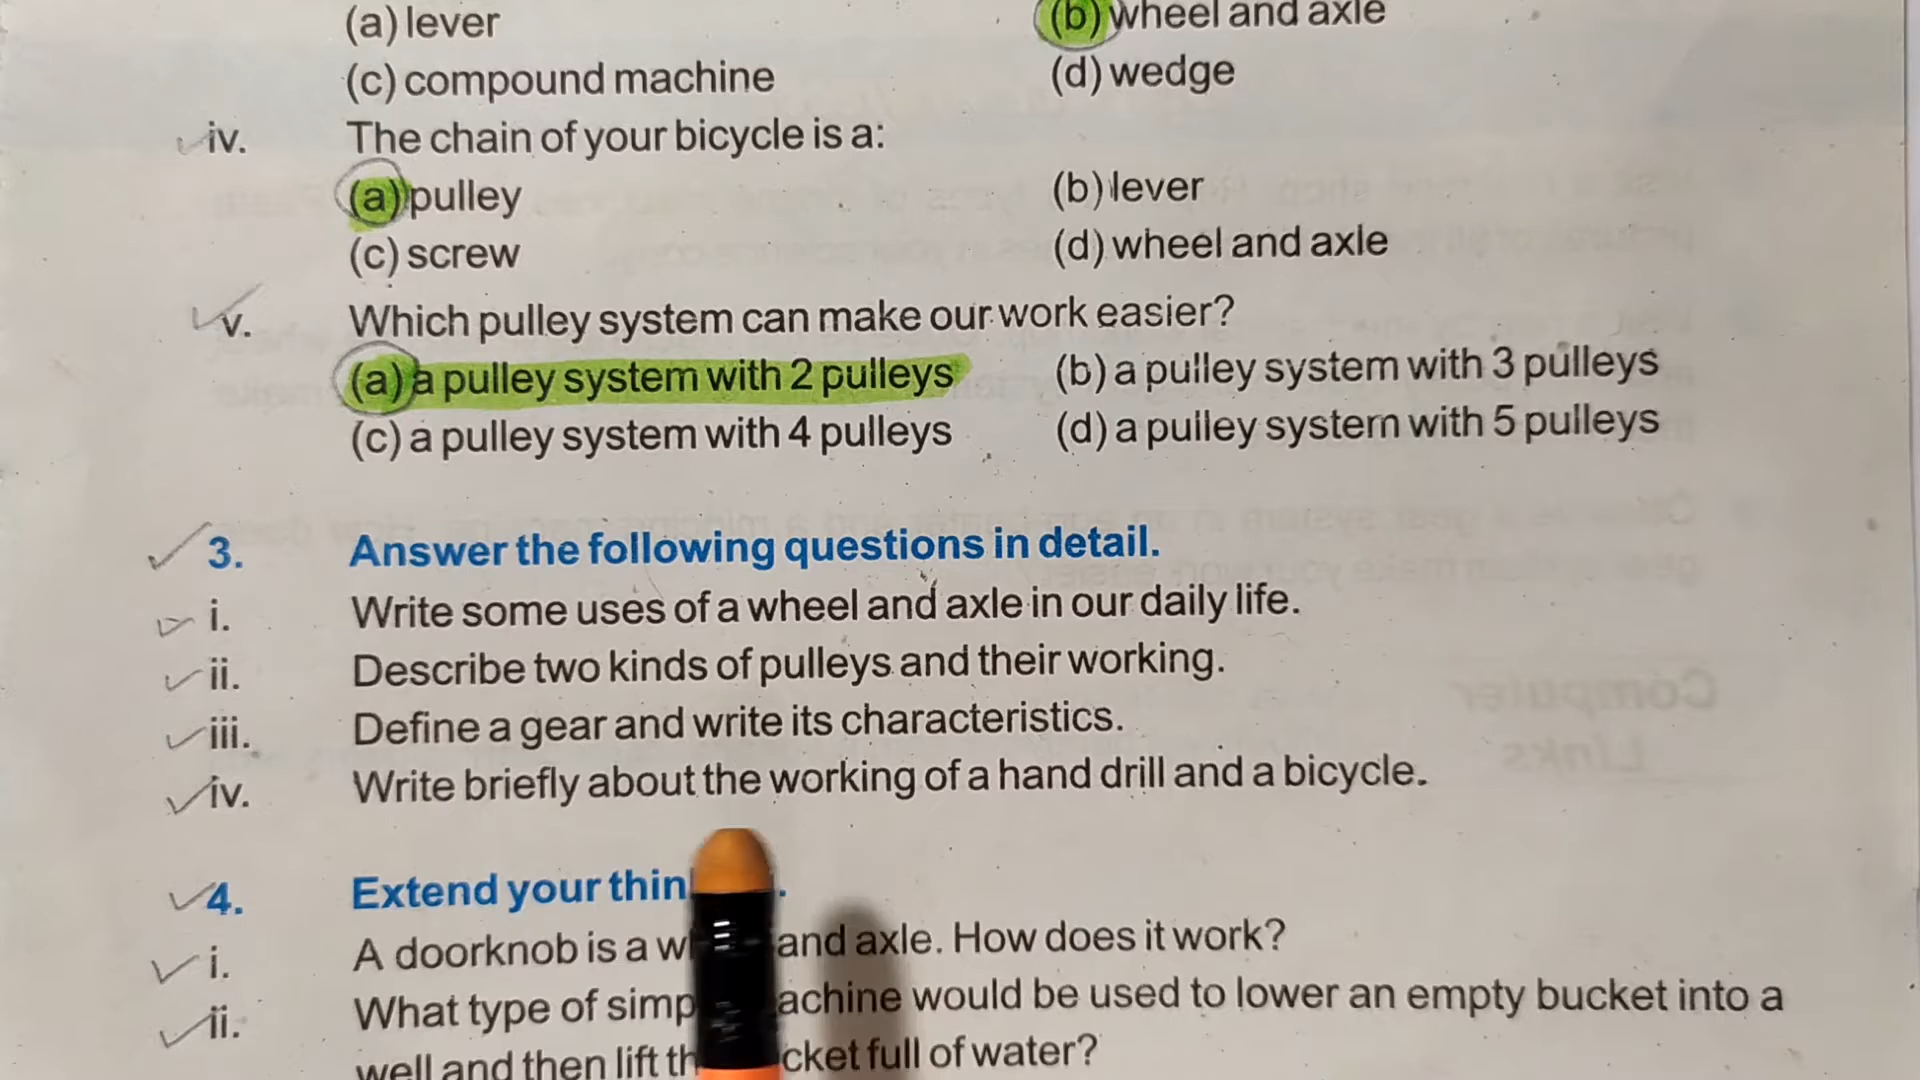 (a) lever (b) wheel and axle
(c) compound machine (d) wedge
iv. The chain of your bicycle is a:
(a) pulley (b) lever
(c) screw (d) wheel and axle
v. Which pulley system can make our work easier?
(a) a pulley system with 2 pulleys (b) a pulley system with 3 pulleys
(c) a pulley system with 4 pulleys (d) a pulley system with 5 pulleys
3. Answer the following questions in detail.
i. Write some uses of a wheel and axle in our daily life.
ii. Describe two kinds of pulleys and their working.
iii. Define a gear and write its characteristics.
iv. Write briefly about the working of a hand drill and a bicycle.
4. Extend your thin .
i. A doorknob is a w and axle. How does it work?
ii. What type of simp achine would be used to lower an empty bucket into a
well and then lift th cket full of water?